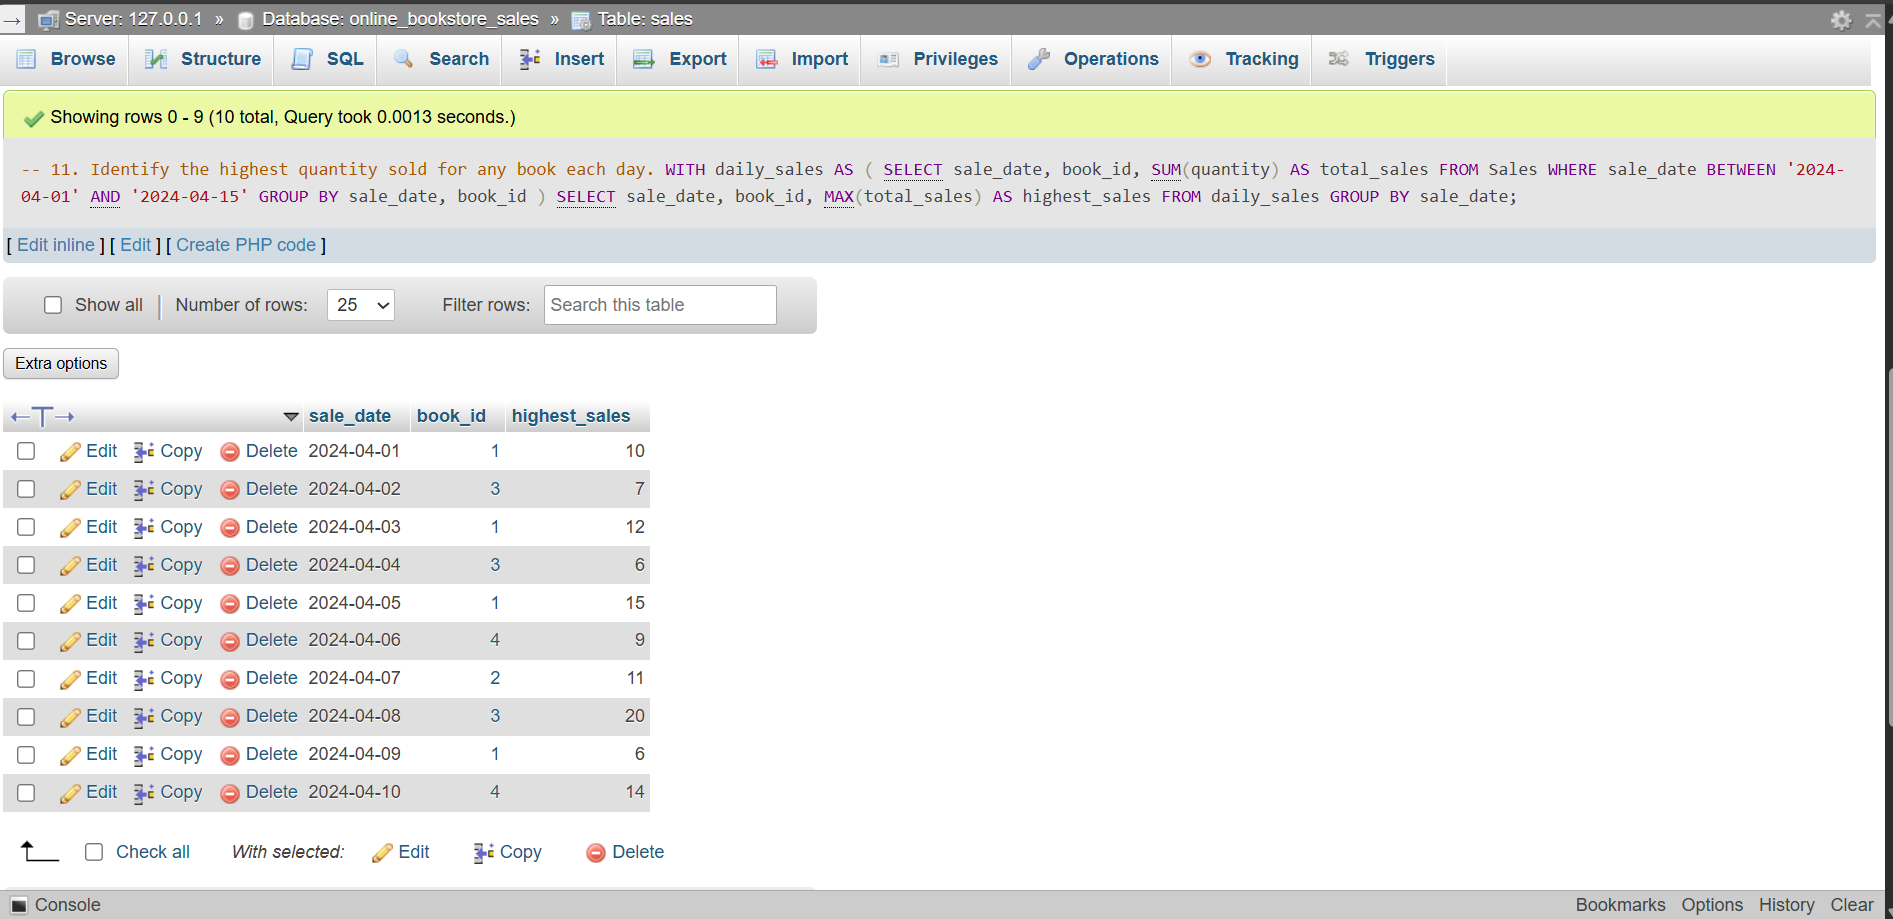 Server: 127.0.0.1 » Database: online_bookstore_sales » Table: sales
Browse Structure SQL Search Insert Export Import Privileges Operations Tracking Triggers
Showing rows 0 - 9 (10 total, Query took 0.0013 seconds.)
-- 11. Identify the highest quantity sold for any book each day. WITH daily_sales AS ( SELECT sale_date, book_id, SUM(quantity) AS total_sales FROM Sales WHERE sale_date BETWEEN '2024-
04-01' AND '2024-04-15' GROUP BY sale_date, book_id ) SELECT sale_date, book_id, MAX(total_sales) AS highest_sales FROM daily_sales GROUP BY sale_date;
[ Edit inline ] [ Edit ] [ Create PHP code ]
Show all Number of rows: 25 Filter rows: Search this table
Extra options
←T→ sale_date book_id highest_sales
Edit Copy Delete 2024-04-01 1 10
Edit Copy Delete 2024-04-02 3 7
Edit Copy Delete 2024-04-03 1 12
Edit Copy Delete 2024-04-04 3 6
Edit Copy Delete 2024-04-05 1 15
Edit Copy Delete 2024-04-06 4 9
Edit Copy Delete 2024-04-07 2 11
Edit Copy Delete 2024-04-08 3 20
Edit Copy Delete 2024-04-09 1 6
Edit Copy Delete 2024-04-10 4 14
Check all With selected: Edit Copy Delete
Console Bookmarks Options History Clear